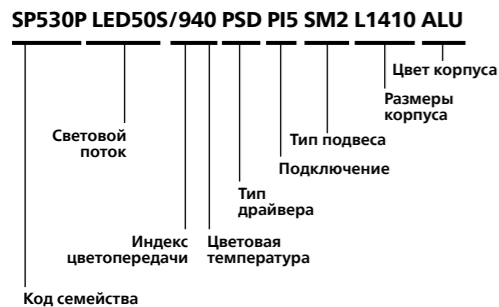 SP530P LED50S/940 PSD PI5 SM2 L1410 ALU
Цвет корпуса
Размеры
корпуса
Световой
поток
Тип подвеса
Подключение
Тип
драйвера
Индекс
цветопередачи
Цветовая
температура
Код семейства